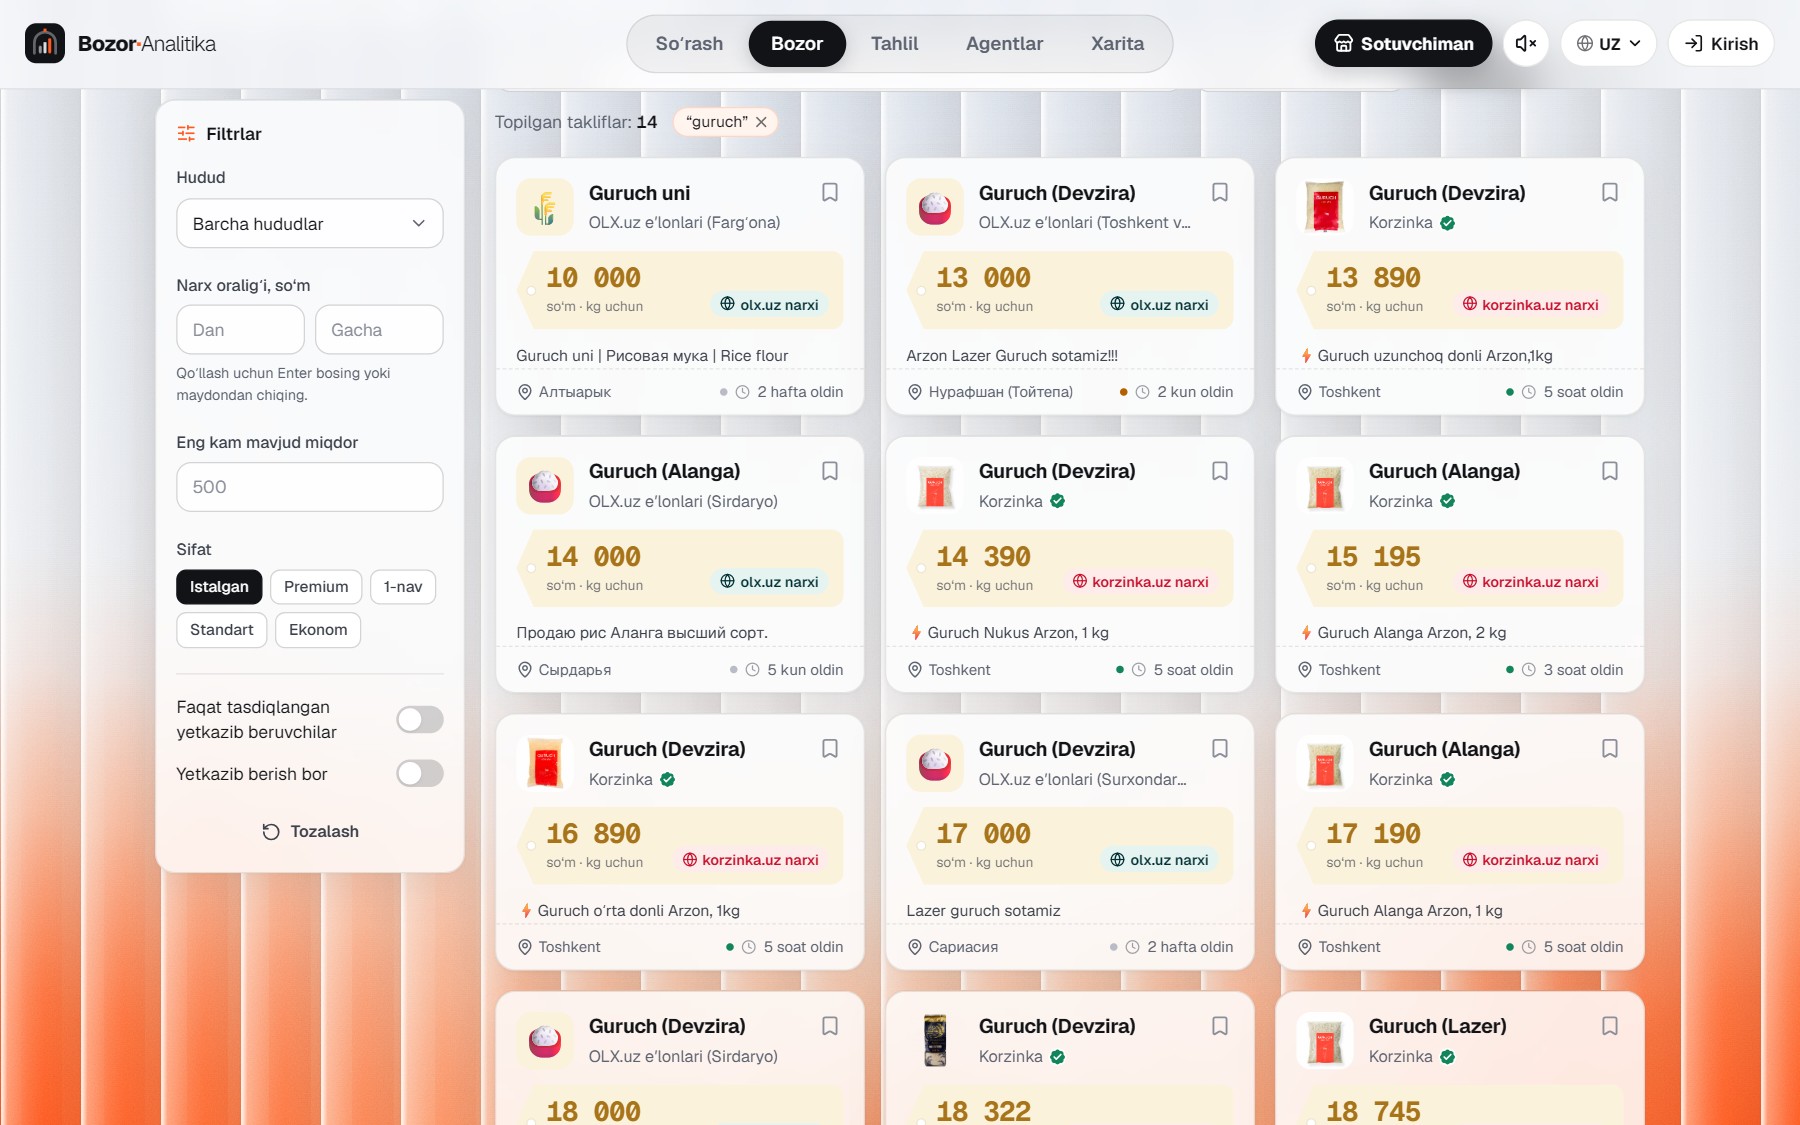 Bozor·Analitika
So‘rash
Bozor
Tahlil
Agentlar
Xarita
Sotuvchiman
UZ
Kirish
Filtrlar
Hudud
Barcha hududlar
Narx oralig‘i, so‘m
Dan
Gacha
Qo‘llash uchun Enter bosing yoki
maydondan chiqing.
Eng kam mavjud miqdor
500
Sifat
Istalgan
Premium
1-nav
Standart
Ekonom
Faqat tasdiqlangan
yetkazib beruvchilar
Yetkazib berish bor
Tozalash
Topilgan takliflar: 14
“guruch”
Guruch uni
OLX.uz e'lonlari (Farg‘ona)
10 000
so‘m · kg uchun
olx.uz narxi
Guruch uni | Рисовая мука | Rice flour
Алтыарык
2 hafta oldin
Guruch (Devzira)
OLX.uz e'lonlari (Toshkent v...
13 000
so‘m · kg uchun
olx.uz narxi
Arzon Lazer Guruch sotamiz!!!
Нурафшан (Тойтепа)
2 kun oldin
Guruch (Devzira)
Korzinka
13 890
so‘m · kg uchun
korzinka.uz narxi
Guruch uzunchoq donli Arzon,1kg
Toshkent
5 soat oldin
Guruch (Alanga)
OLX.uz e'lonlari (Sirdaryo)
14 000
so‘m · kg uchun
olx.uz narxi
Продаю рис Аланга высший сорт.
Сырдарья
5 kun oldin
Guruch (Devzira)
Korzinka
14 390
so‘m · kg uchun
korzinka.uz narxi
Guruch Nukus Arzon, 1 kg
Toshkent
5 soat oldin
Guruch (Alanga)
Korzinka
15 195
so‘m · kg uchun
korzinka.uz narxi
Guruch Alanga Arzon, 2 kg
Toshkent
3 soat oldin
Guruch (Devzira)
Korzinka
16 890
so‘m · kg uchun
korzinka.uz narxi
Guruch o‘rta donli Arzon, 1kg
Toshkent
5 soat oldin
Guruch (Devzira)
OLX.uz e'lonlari (Surxondar...
17 000
so‘m · kg uchun
olx.uz narxi
Lazer guruch sotamiz
Сариасия
2 hafta oldin
Guruch (Alanga)
Korzinka
17 190
so‘m · kg uchun
korzinka.uz narxi
Guruch Alanga Arzon, 1 kg
Toshkent
5 soat oldin
Guruch (Devzira)
OLX.uz e'lonlari (Sirdaryo)
18 000
Guruch (Devzira)
Korzinka
18 322
Guruch (Lazer)
Korzinka
18 745